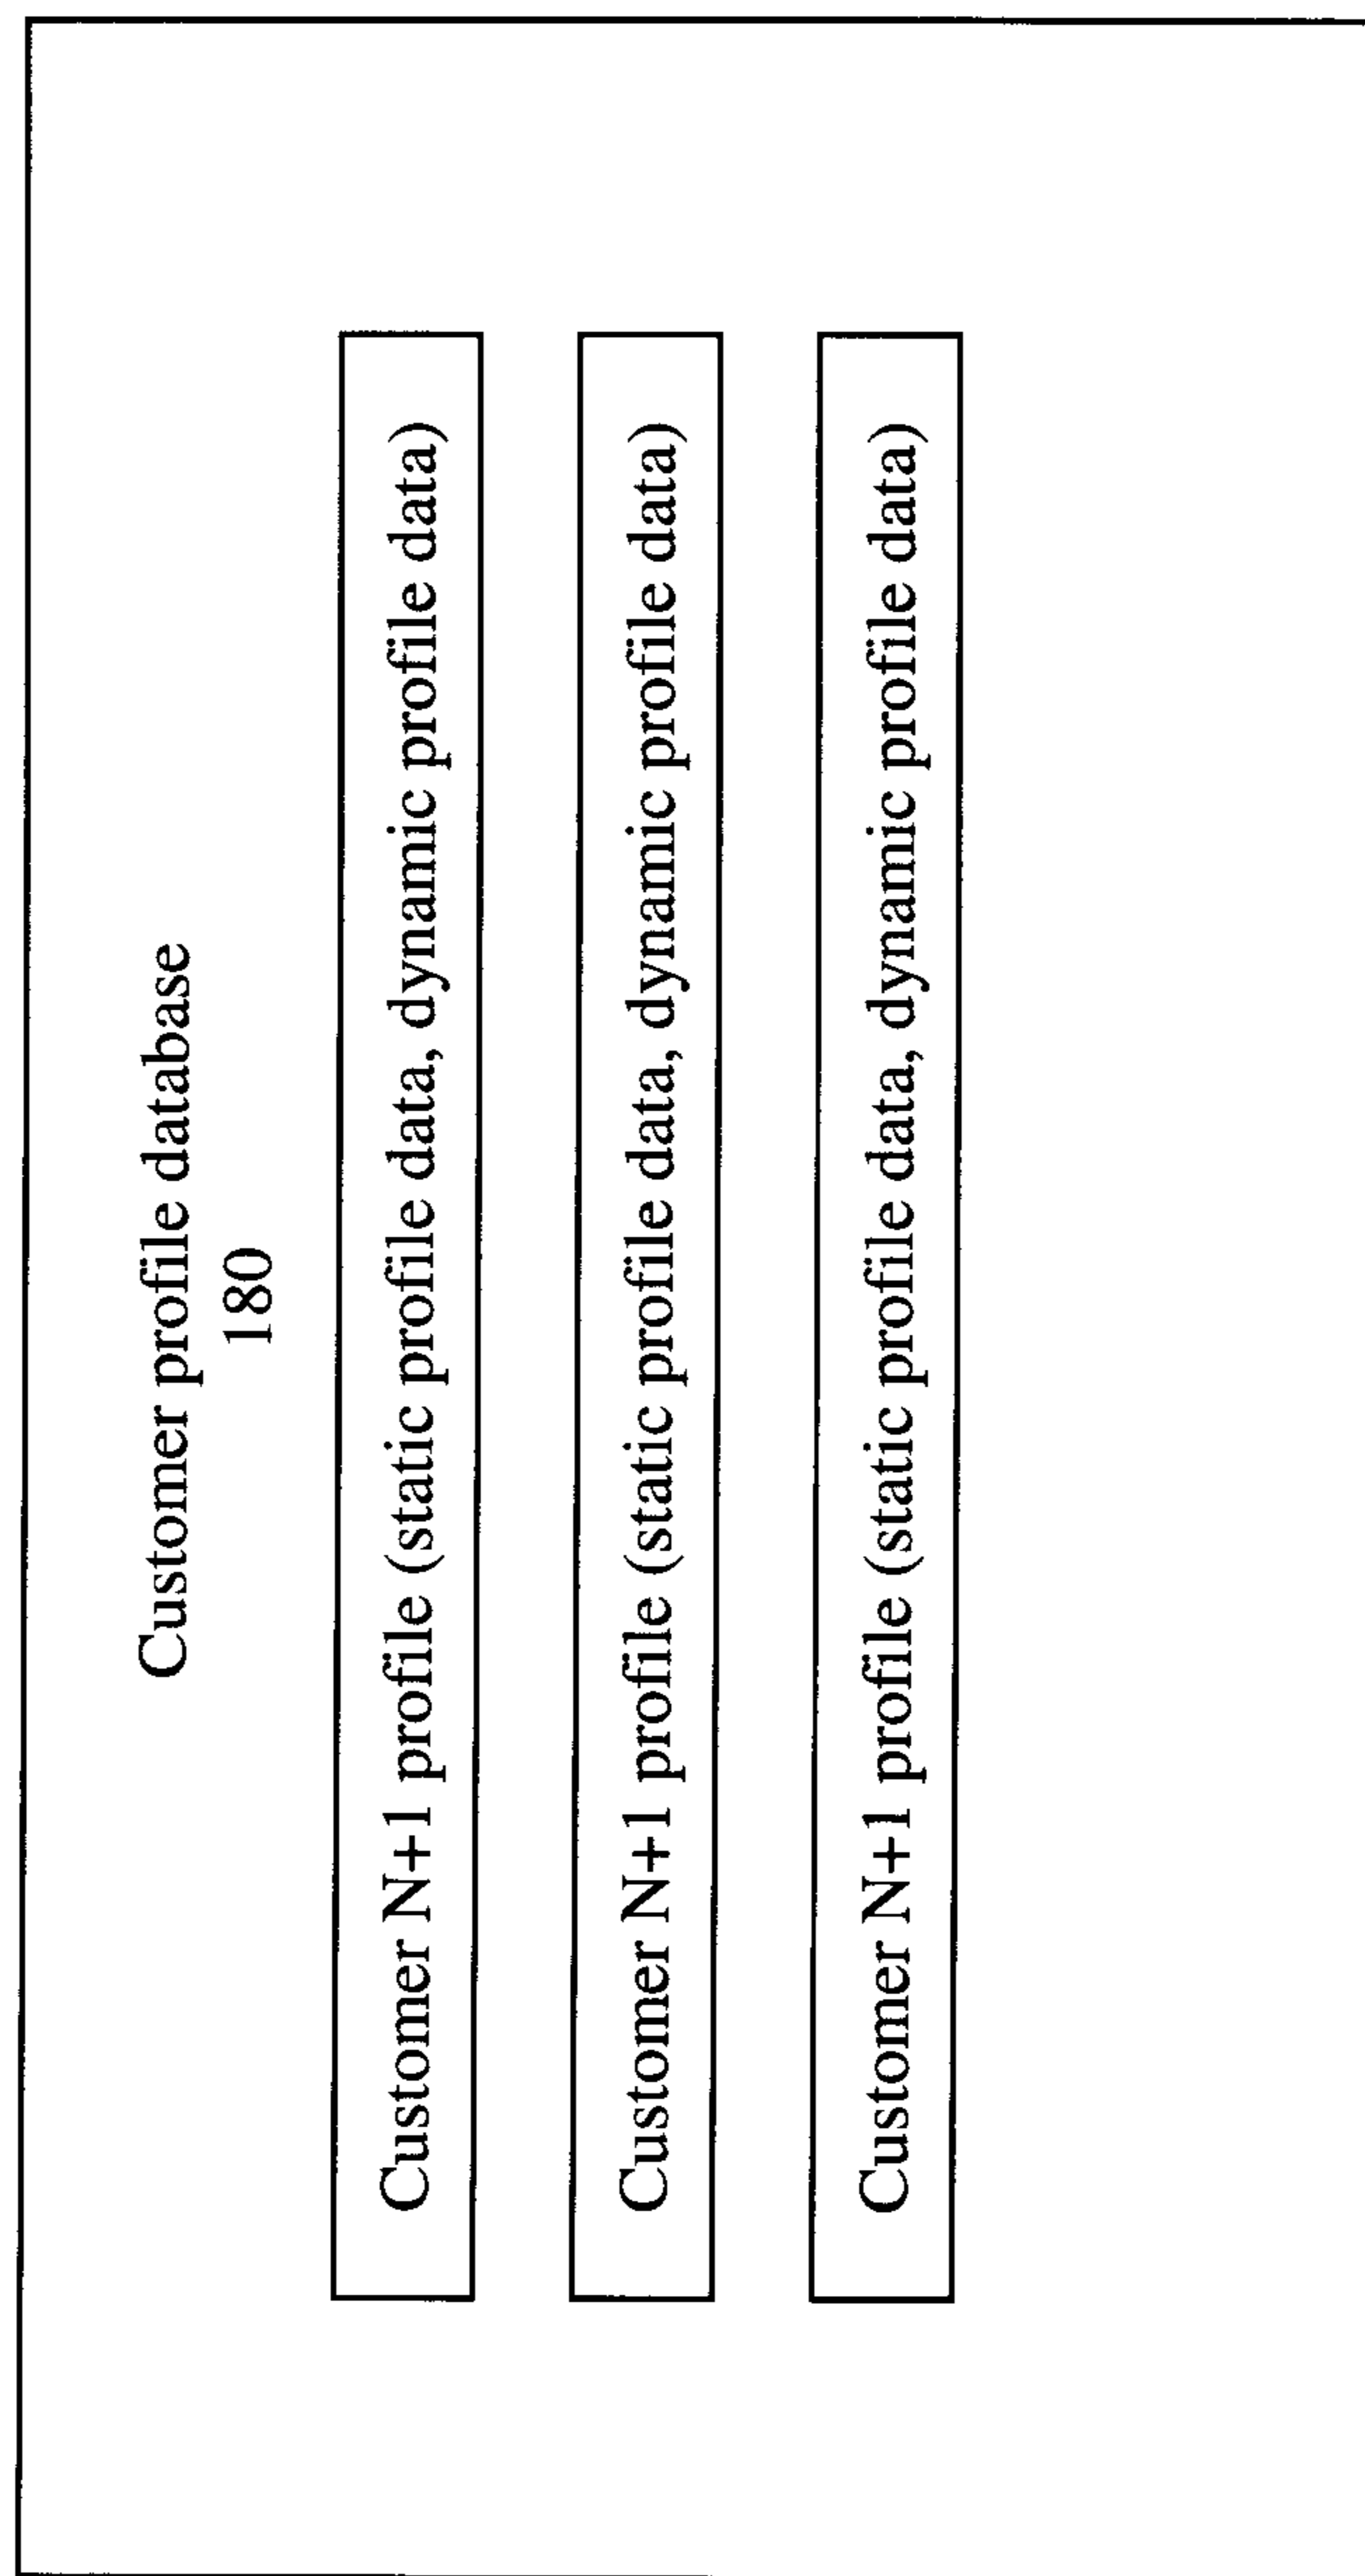 Customer profile database
180
Customer N+1 profile (static profile data, dynamic profile data)
Customer N+1 profile (static profile data, dynamic profile data)
Customer N+1 profile (static profile data, dynamic profile data)